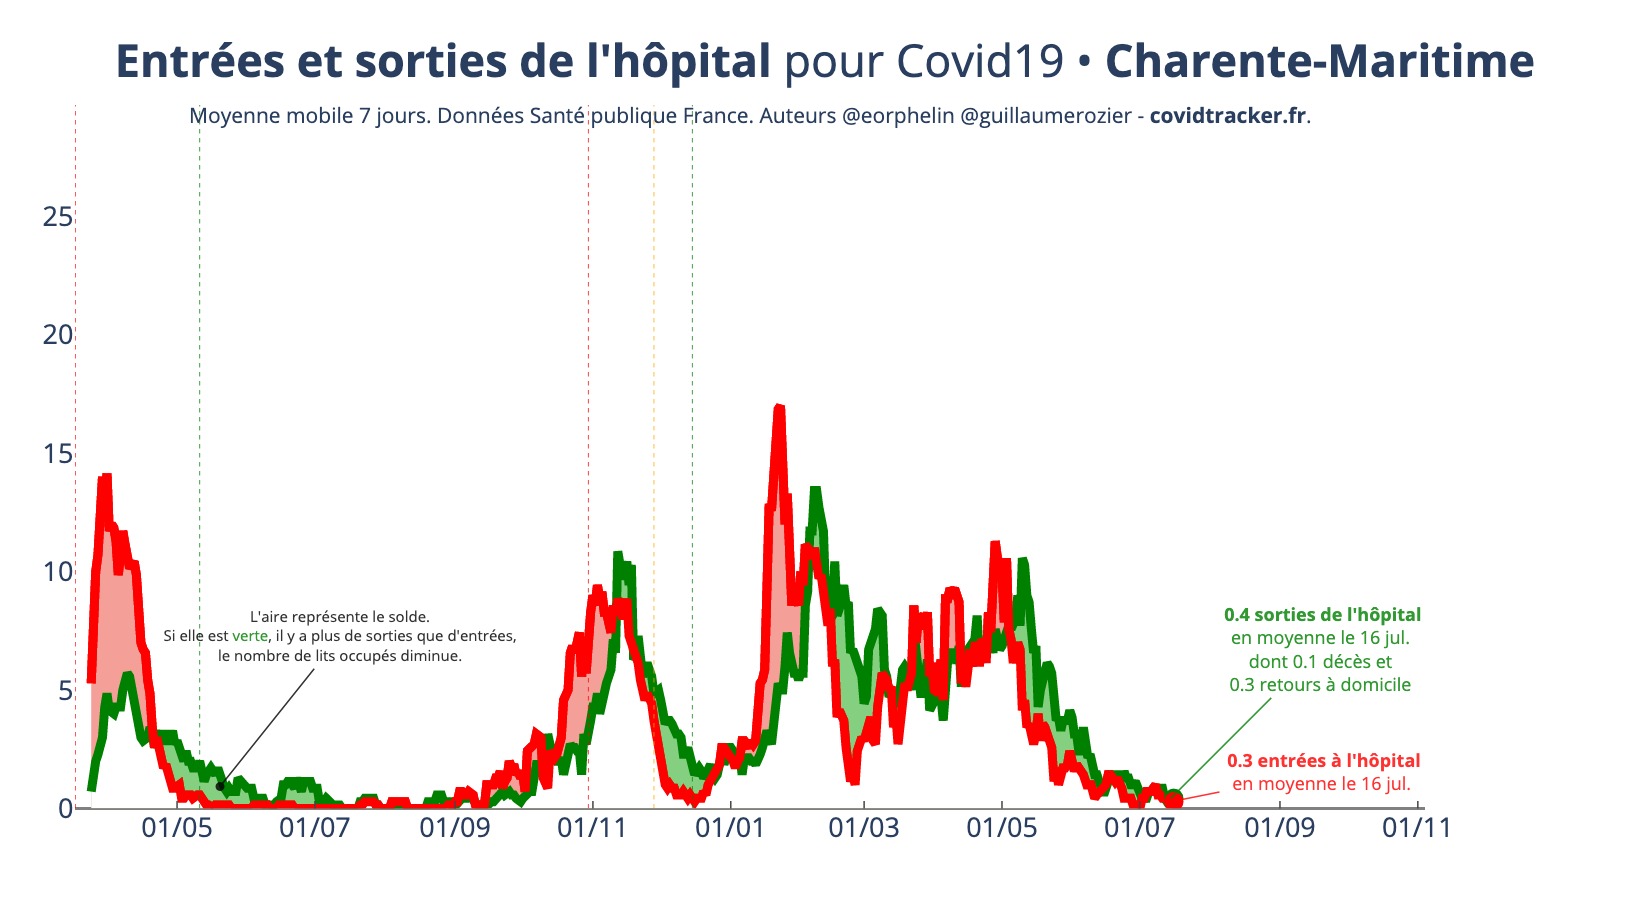 Entrées et sorties de l'hôpital pour Covid19 • Charente-Maritime
Moyenne mobile 7 jours. Données Santé publique France. Auteurs @eorphelin @guillaumerozier - covidtracker.fr.
25
20
15
10
5
0
L'aire représente le solde.
Si elle est verte, il y a plus de sorties que d'entrées,
le nombre de lits occupés diminue.
0.4 sorties de l'hôpital
en moyenne le 16 jul.
dont 0.1 décès et
0.3 retours à domicile
0.3 entrées à l'hôpital
en moyenne le 16 jul.
01/05 01/07 01/09 01/11 01/01 01/03 01/05 01/07 01/09 01/11